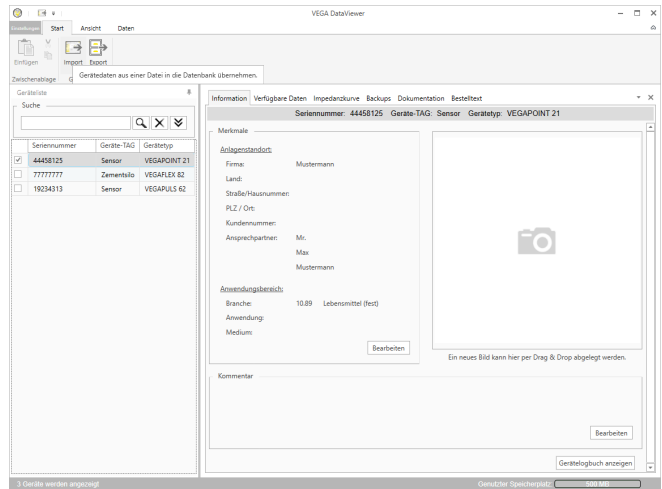 VEGA DataViewer
Einstellungen Start Ansicht Daten
Einfügen Import Export
Zwischenablage
Gerätedaten aus einer Datei in die Datenbank übernehmen.
Geräteliste
Suche
Seriennummer Geräte-TAG Gerätetyp
44458125 Sensor VEGAPOINT 21
77777777 Zementsilo VEGAFLEX 82
19234313 Sensor VEGAPULS 62
Information Verfügbare Daten Impedanzkurve Backups Dokumentation Bestelltext
Seriennummer: 44458125 Geräte-TAG: Sensor Gerätetyp: VEGAPOINT 21
Merkmale
Anlagenstandort:
Firma: Mustermann
Land:
Straße/Hausnummer:
PLZ / Ort:
Kundennummer:
Ansprechpartner: Mr.
Max
Mustermann
Anwendungsbereich:
Branche: 10.89 Lebensmittel (fest)
Anwendung:
Medium:
Bearbeiten
Ein neues Bild kann hier per Drag & Drop abgelegt werden.
Kommentar
Bearbeiten
Gerätelogbuch anzeigen
3 Geräte werden angezeigt
Genutzter Speicherplatz: 500 MB